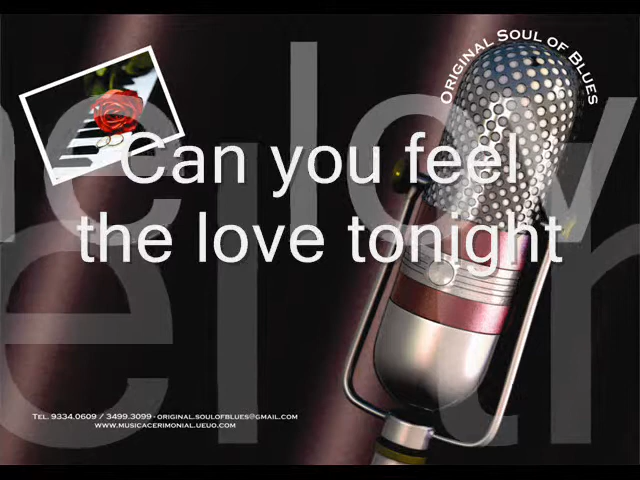 ORIGINAL SOUL OF BLUES
Can you feel
the love tonight
TEL. 9334.0609 / 3499.3099 - ORIGINAL.SOULOFBLUES@GMAIL.COM
WWW.MUSICACERIMONIAL.UEUO.COM